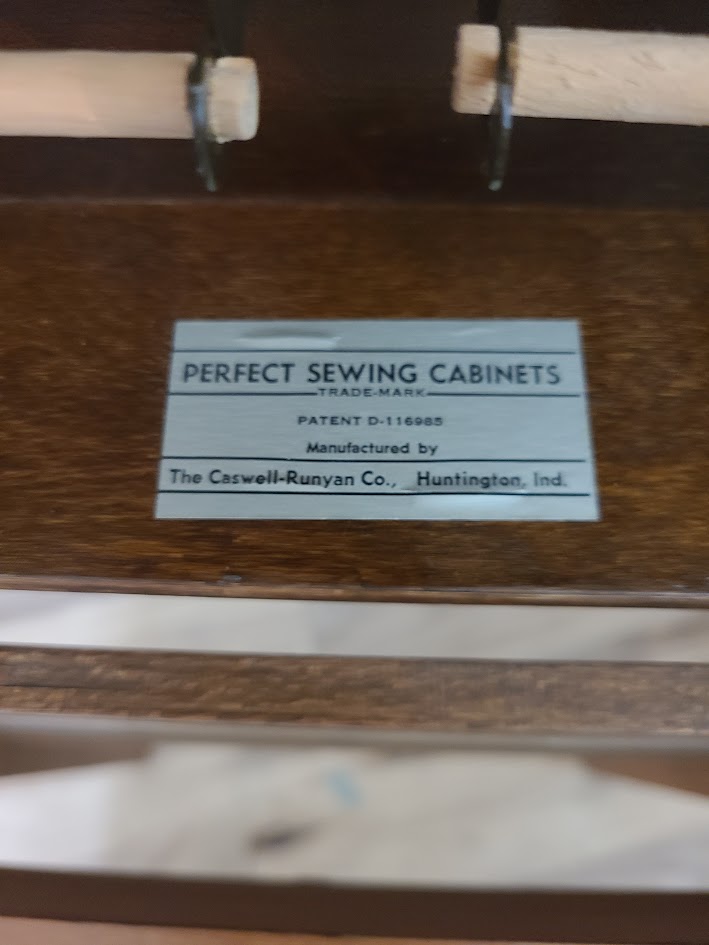 PERFECT SEWING CABINETS
TRADE-MARK
PATENT D-116985
Manufactured by
The Caswell-Runyan Co., Huntington, Ind.